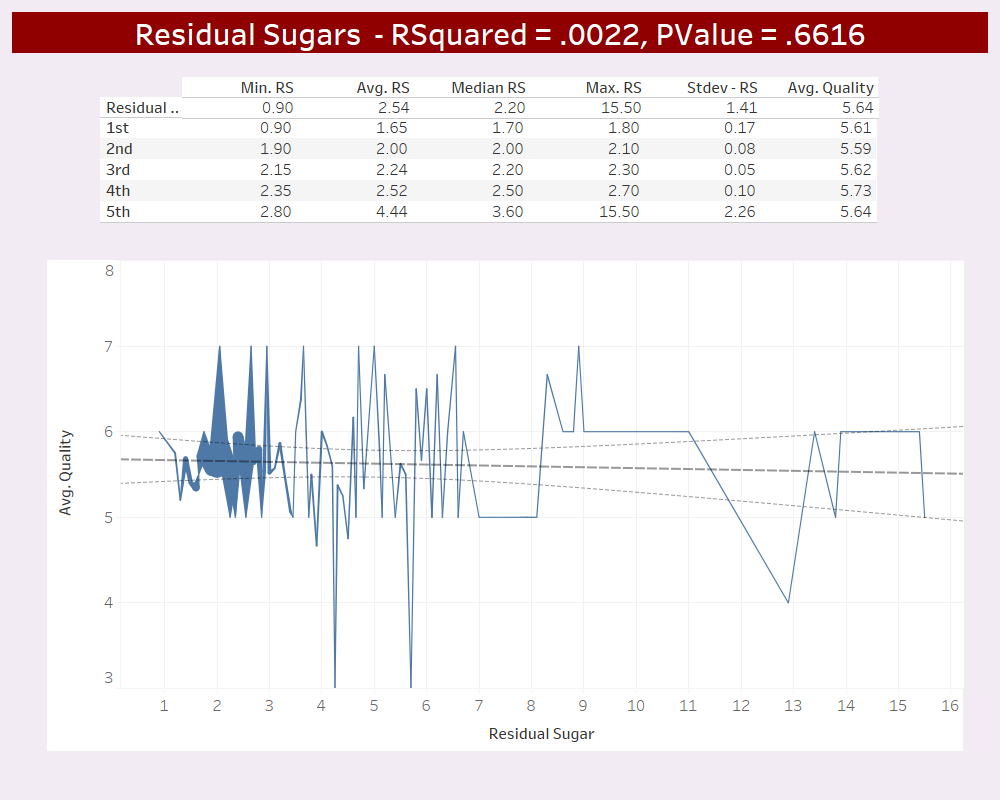 Residual Sugars - RSquared = .0022, PValue = .6616
Min. RS Avg. RS Median RS Max. RS Stdev - RS Avg. Quality
Residual .. 0.90 2.54 2.20 15.50 1.41 5.64
1st 0.90 1.65 1.70 1.80 0.17 5.61
2nd 1.90 2.00 2.00 2.10 0.08 5.59
3rd 2.15 2.24 2.20 2.30 0.05 5.62
4th 2.35 2.52 2.50 2.70 0.10 5.73
5th 2.80 4.44 3.60 15.50 2.26 5.64
8
7
6
5
4
3
Avg. Quality
1 2 3 4 5 6 7 8 9 10 11 12 13 14 15 16
Residual Sugar